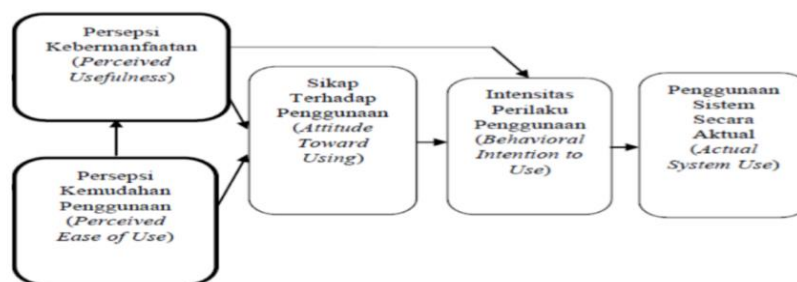 Persepsi
Kebermanfaatan
(Perceived
Usefulness)
Persepsi
Kemudahan
Penggunaan
(Perceived
Ease of Use)
Sikap
Terhadap
Penggunaan
(Attitude
Toward
Using)
Intensitas
Perilaku
Penggunaan
(Behavioral
Intention to
Use)
Penggunaan
Sistem
Secara
Aktual
(Actual
System Use)